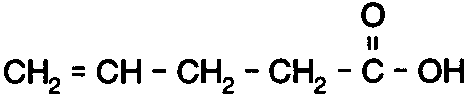 O
CH₂ = CH - CH₂ - CH₂ - C - OH